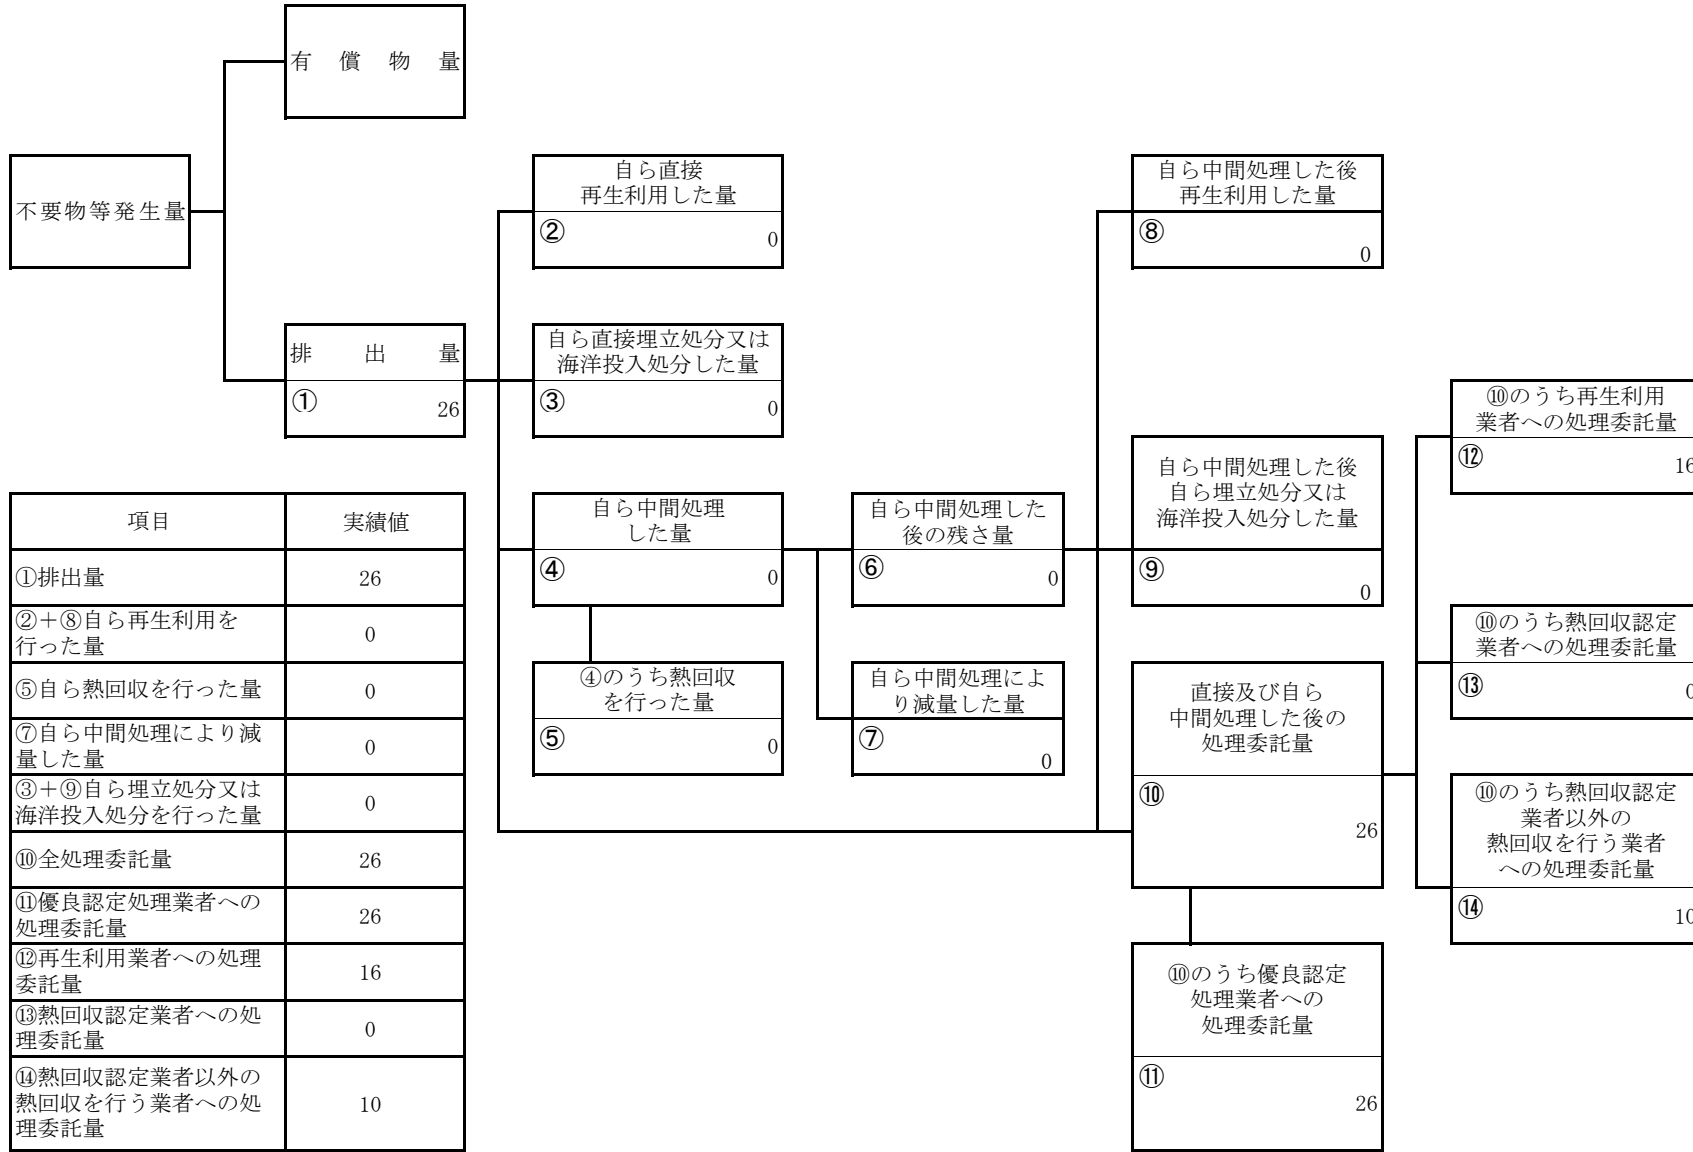 有償物量
不要物等発生量
排出量
①
26
自ら直接
再生利用した量
②
0
自ら直接埋立処分又は
海洋投入処分した量
③
0
自ら中間処理
した量
④
0
④のうち熱回収
を行った量
⑤
0
自ら中間処理した
後の残さ量
⑥
0
自ら中間処理によ
り減量した量
⑦
0
自ら中間処理した後
再生利用した量
⑧
0
自ら中間処理した後
自ら埋立処分又は
海洋投入処分した量
⑨
0
直接及び自ら
中間処理した後の
処理委託量
⑩
26
⑩のうち優良認定
処理業者への
処理委託量
⑪
26
⑩のうち再生利用
業者への処理委託量
⑫
16
⑩のうち熱回収認定
業者への処理委託量
⑬
0
⑩のうち熱回収認定
業者以外の
熱回収を行う業者
への処理委託量
⑭
10
項目 実績値
①排出量 26
②+⑧自ら再生利用を
行った量 0
⑤自ら熱回収を行った量 0
⑦自ら中間処理により減
量した量 0
③+⑨自ら埋立処分又は
海洋投入処分を行った量 0
⑩全処理委託量 26
⑪優良認定処理業者への
処理委託量 26
⑫再生利用業者への処理
委託量 16
⑬熱回収認定業者への処
理委託量 0
⑭熱回収認定業者以外の
熱回収を行う業者への処
理委託量 10